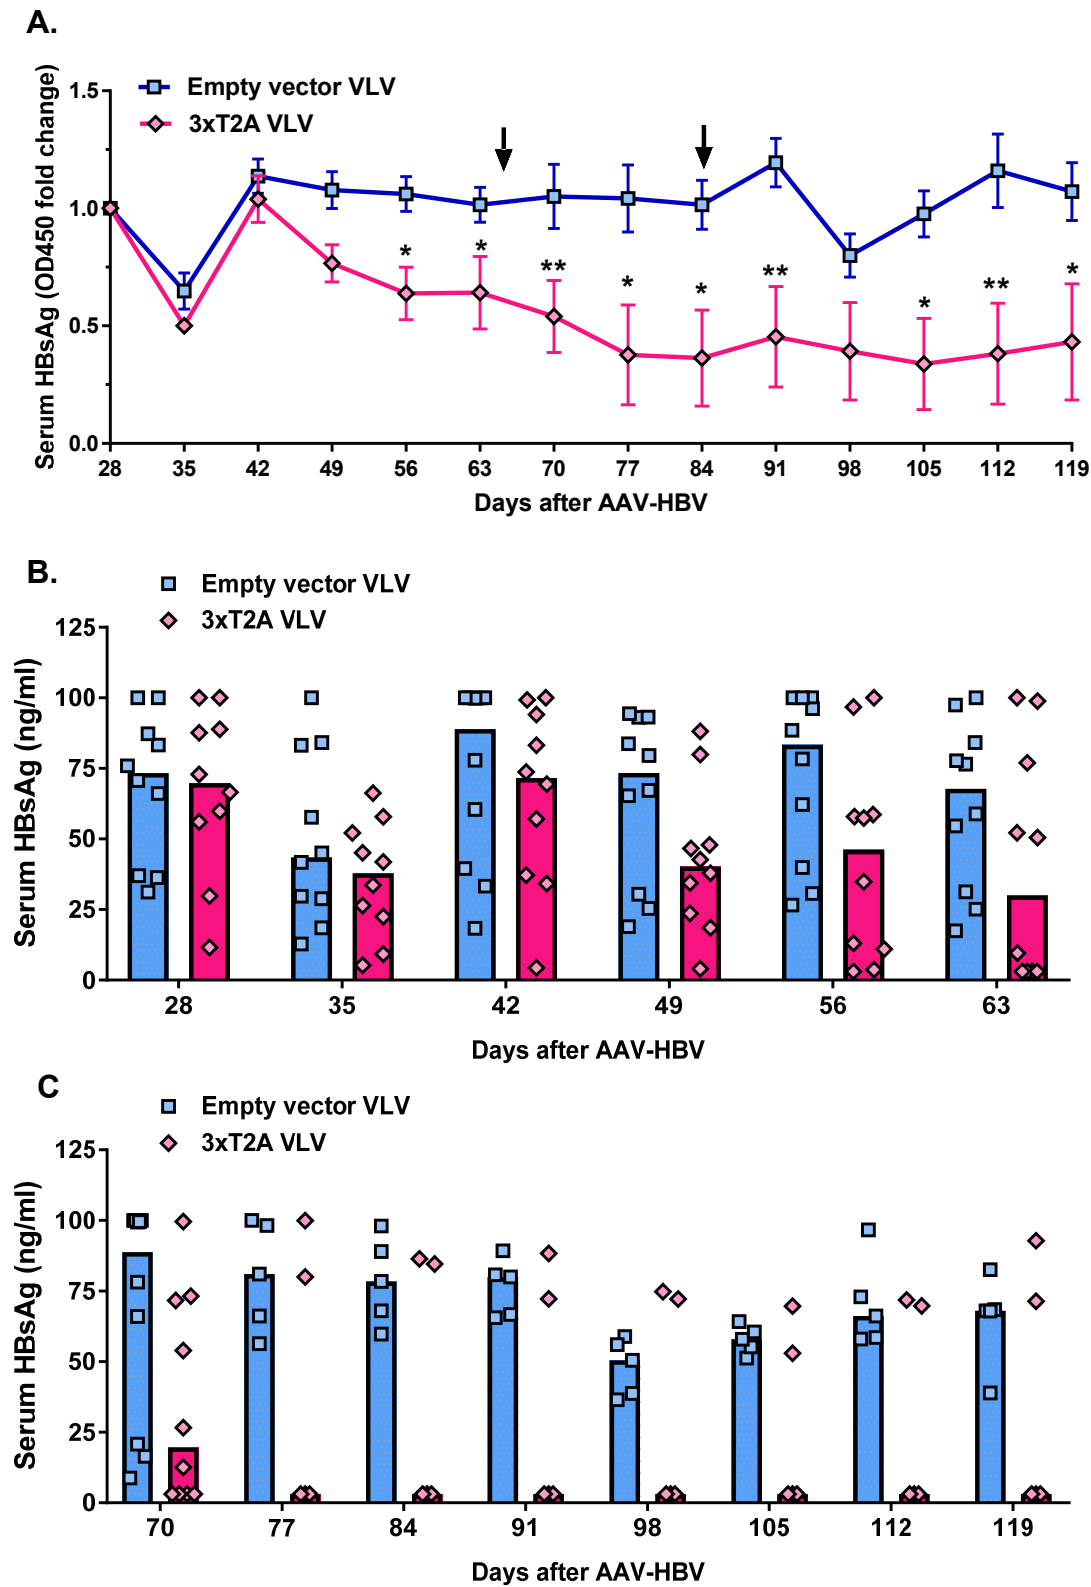 A.
Empty vector VLV
3xT2A VLV
Serum HBsAg (OD450 fold change)
1.5
1.0
0.5
0.0
* * ** * * ** * ** *
28 35 42 49 56 63 70 77 84 91 98 105 112 119
Days after AAV-HBV
B.
Empty vector VLV
3xT2A VLV
Serum HBsAg (ng/ml)
125
100
75
50
25
0
28 35 42 49 56 63
Days after AAV-HBV
C
Empty vector VLV
3xT2A VLV
Serum HBsAg (ng/ml)
125
100
75
50
25
0
70 77 84 91 98 105 112 119
Days after AAV-HBV